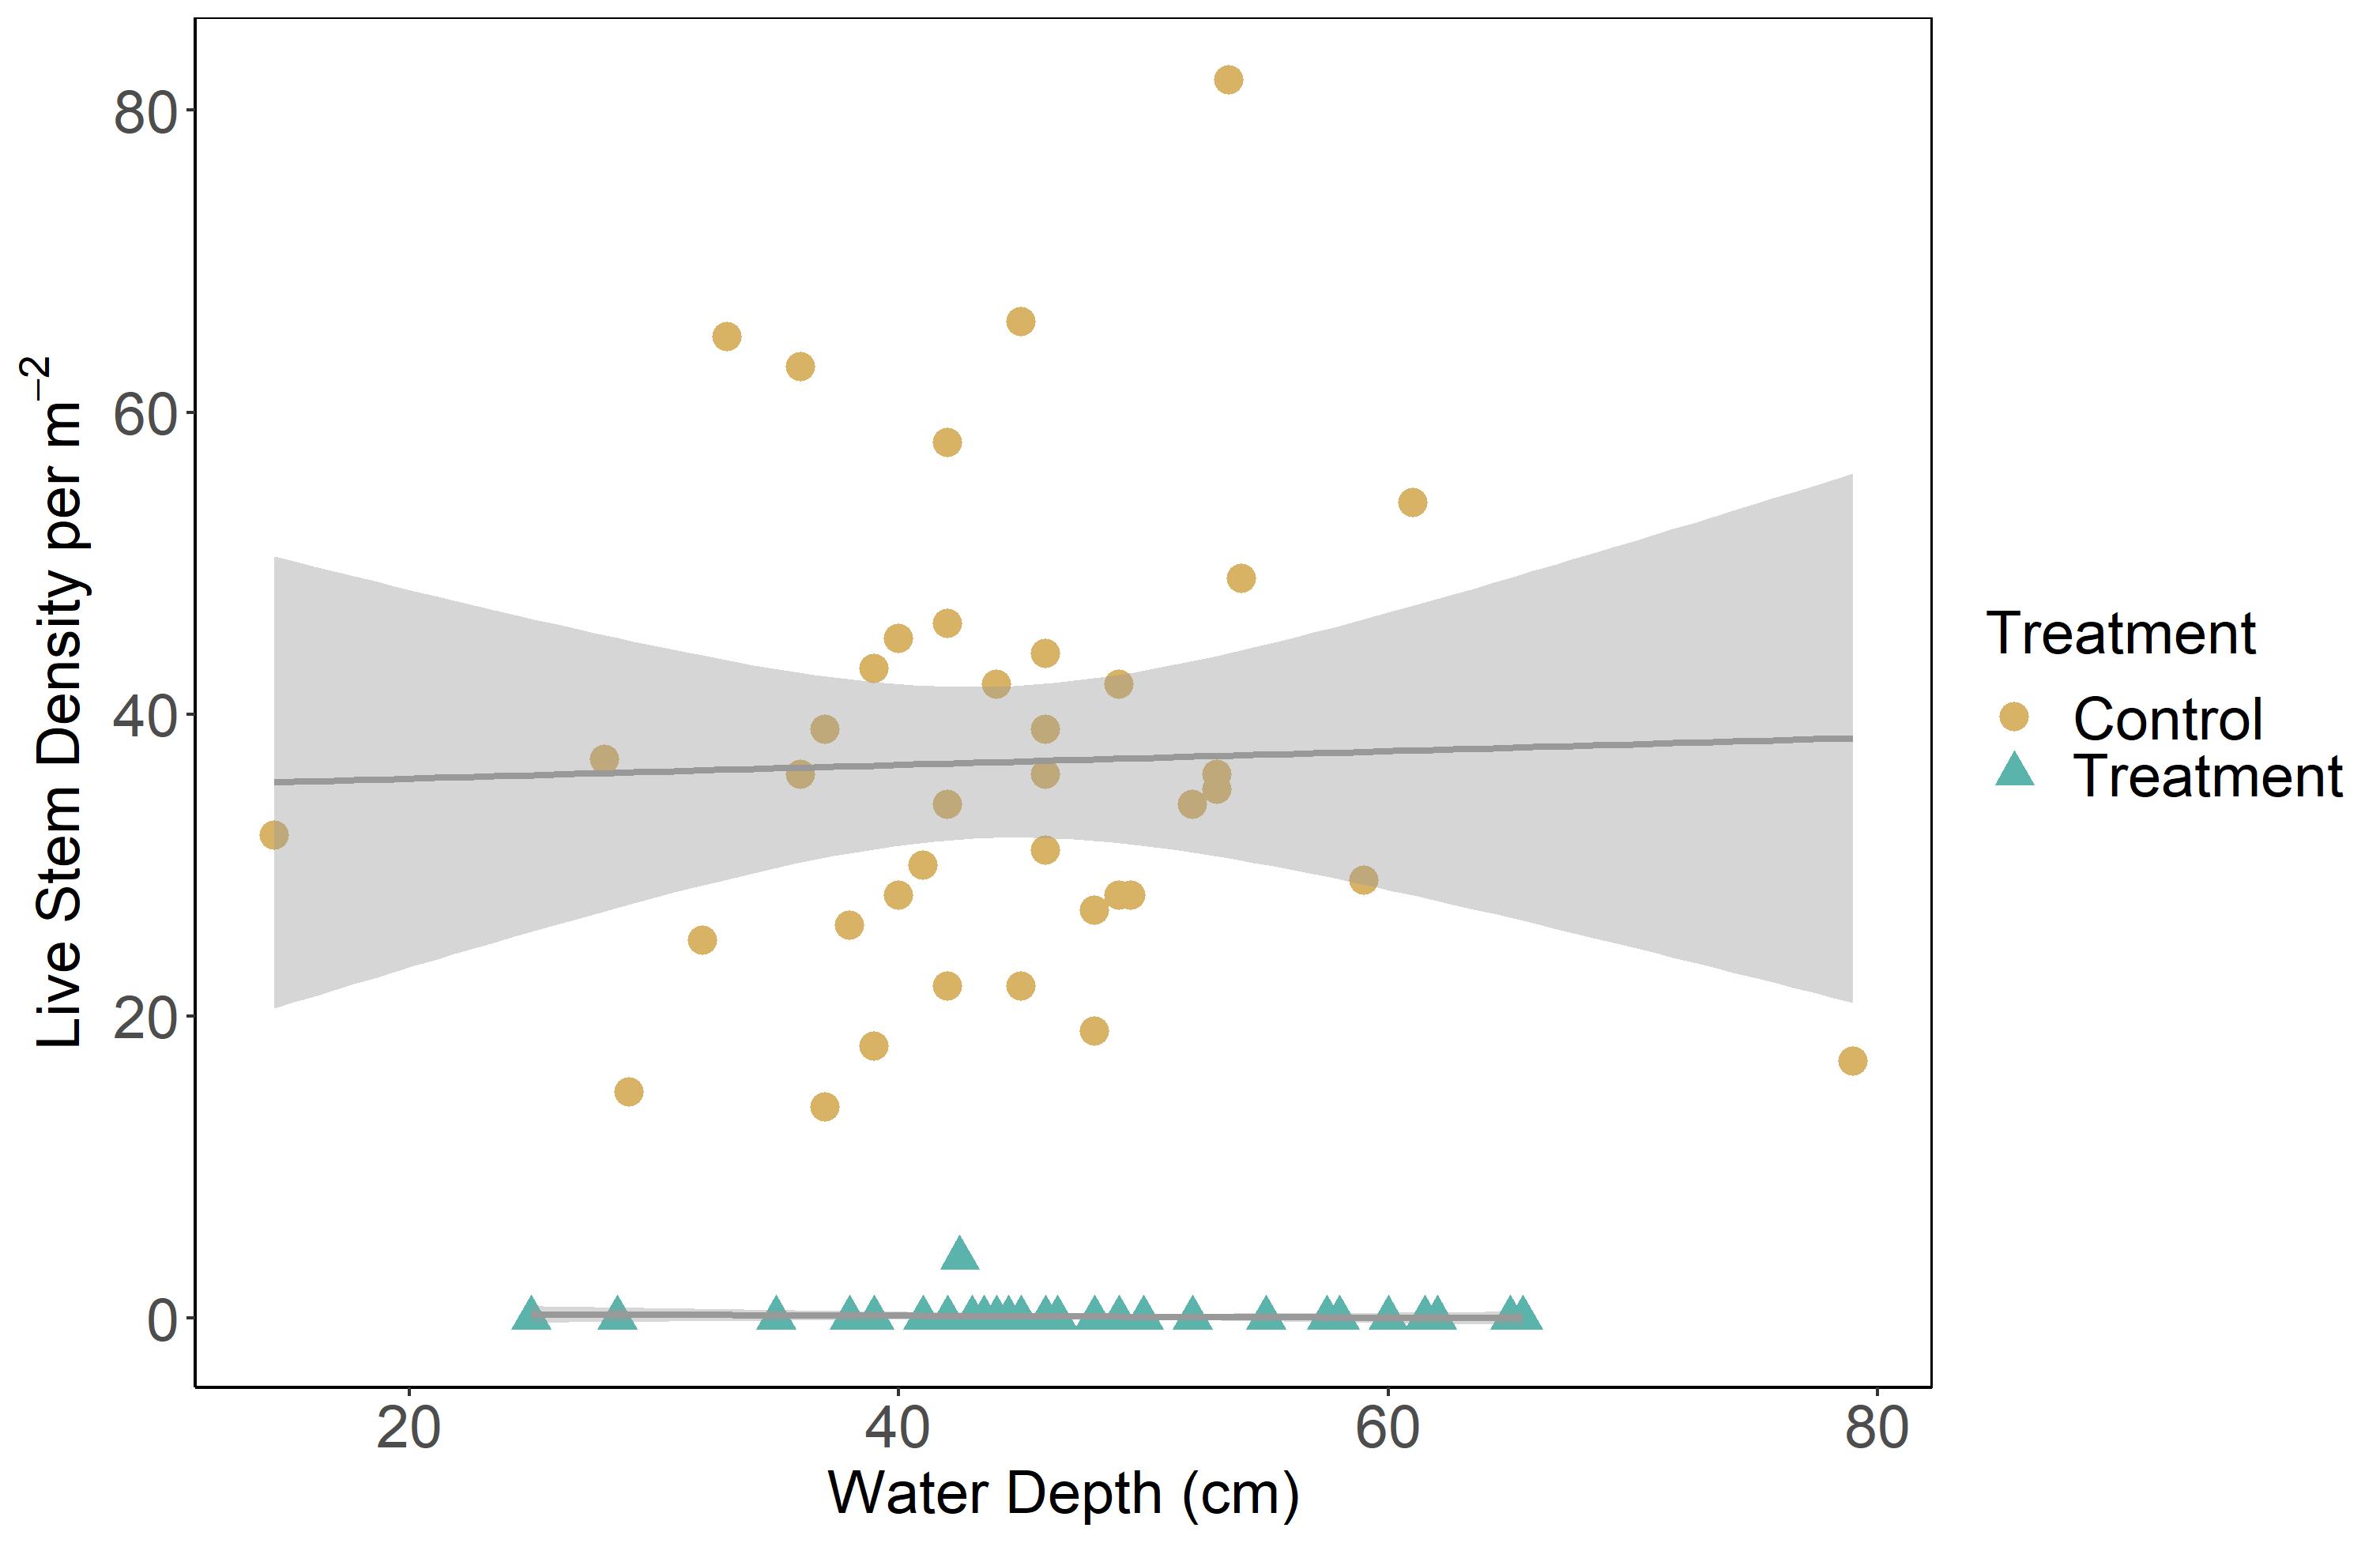 Live Stem Density per m⁻²
80
60
40
20
0
20 40 60 80
Water Depth (cm)
Treatment
Control
Treatment